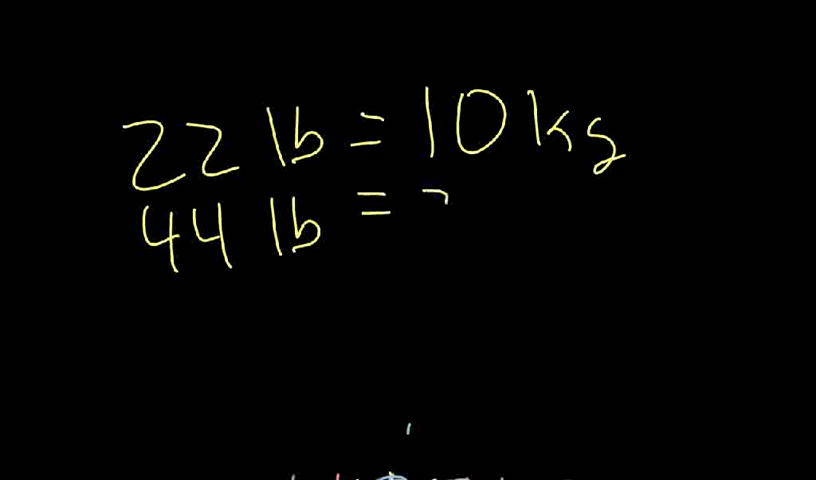 22 lb = 10 kg
44 lb =